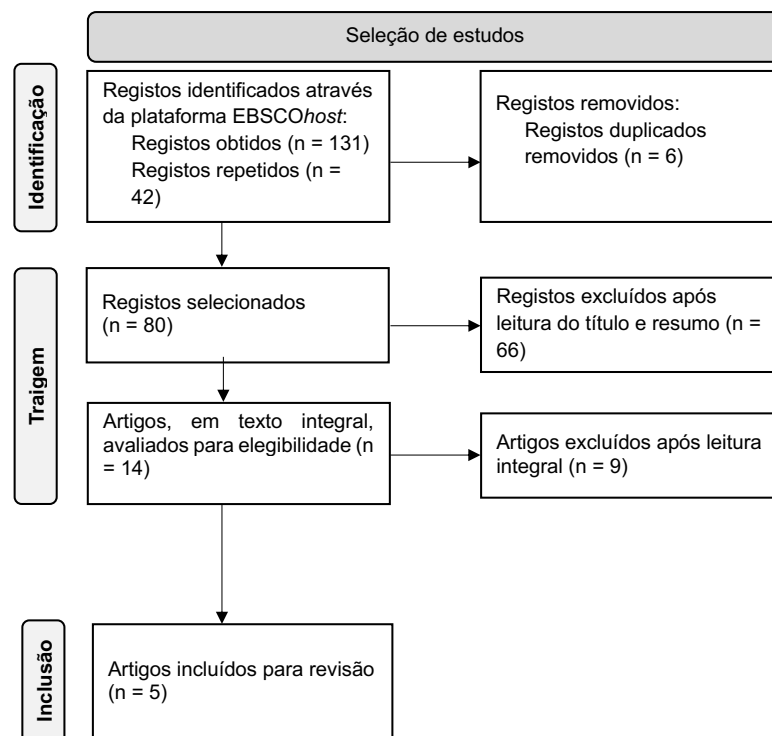 Seleção de estudos
Identificação
Registos identificados através
da plataforma EBSCOhost:
Registos obtidos (n = 131)
Registos repetidos (n =
42)
Registos removidos:
Registos duplicados
removidos (n = 6)
Traigem
Registos selecionados
(n = 80)
Registos excluídos após
leitura do título e resumo (n =
66)
Artigos, em texto integral,
avaliados para elegibilidade (n
= 14)
Artigos excluídos após leitura
integral (n = 9)
Inclusão
Artigos incluídos para revisão
(n = 5)